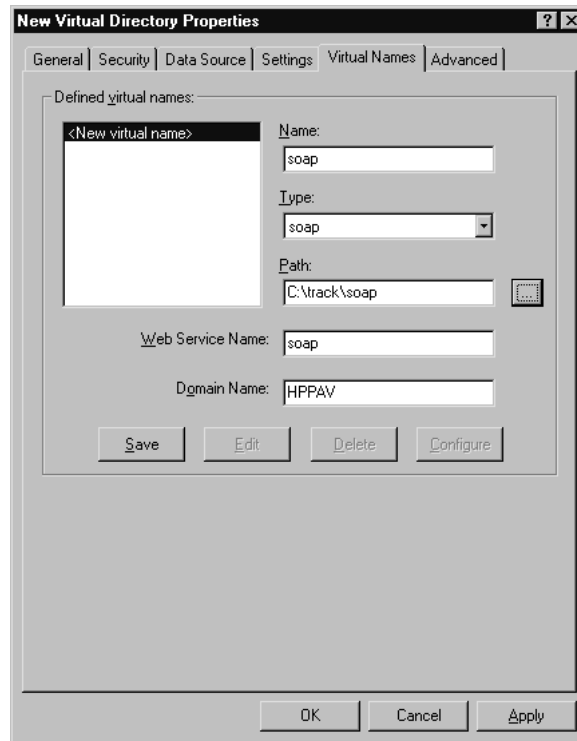 New Virtual Directory Properties
General Security Data Source Settings Virtual Names Advanced
Defined virtual names:
<New virtual name>
Name:
soap
Type:
soap
Path:
C:\track\soap
...
Web Service Name: soap
Domain Name: HPPAV
Save Edit Delete Configure
OK Cancel Apply